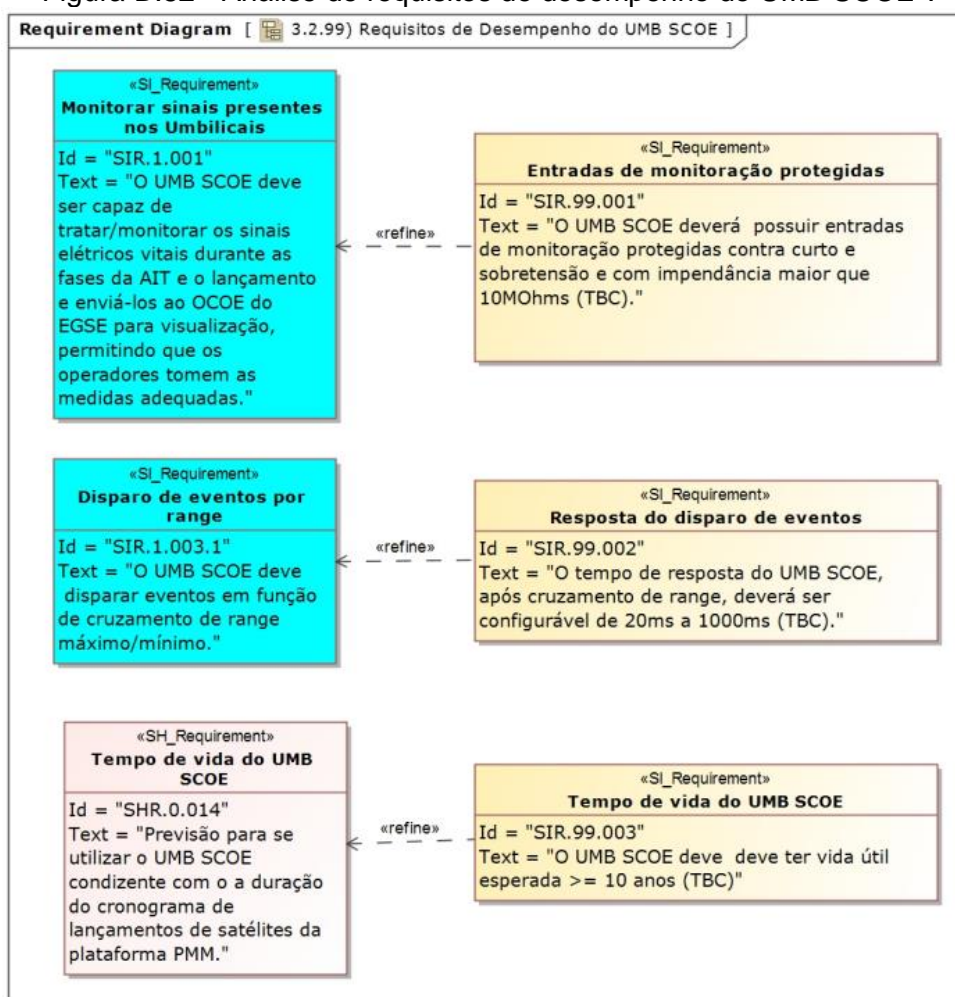 Requirement Diagram [ 3.2.99) Requisitos de Desempenho do UMB SCOE ]
«SI_Requirement»
Monitorar sinais presentes
nos Umbilicais
Id = "SIR.1.001"
Text = "O UMB SCOE deve
ser capaz de
tratar/monitorar os sinais
elétricos vitais durante as
fases da AIT e o lançamento
e enviá-los ao OCOE do
EGSE para visualização,
permitindo que os
operadores tomem as
medidas adequadas."
«refine»
«SI_Requirement»
Entradas de monitoração protegidas
Id = "SIR.99.001"
Text = "O UMB SCOE deverá  possuir entradas
de monitoração protegidas contra curto e
sobretensão e com impendância maior que
10MOhms (TBC)."
«SI_Requirement»
Disparo de eventos por
range
Id = "SIR.1.003.1"
Text = "O UMB SCOE deve
disparar eventos em função
de cruzamento de range
máximo/mínimo."
«refine»
«SI_Requirement»
Resposta do disparo de eventos
Id = "SIR.99.002"
Text = "O tempo de resposta do UMB SCOE,
após cruzamento de range, deverá ser
configurável de 20ms a 1000ms (TBC)."
«SH_Requirement»
Tempo de vida do UMB
SCOE
Id = "SHR.0.014"
Text = "Previsão para se
utilizar o UMB SCOE
condizente com o a duração
do cronograma de
lançamentos de satélites da
plataforma PMM."
«refine»
«SI_Requirement»
Tempo de vida do UMB SCOE
Id = "SIR.99.003"
Text = "O UMB SCOE deve  deve ter vida útil
esperada >= 10 anos (TBC)"